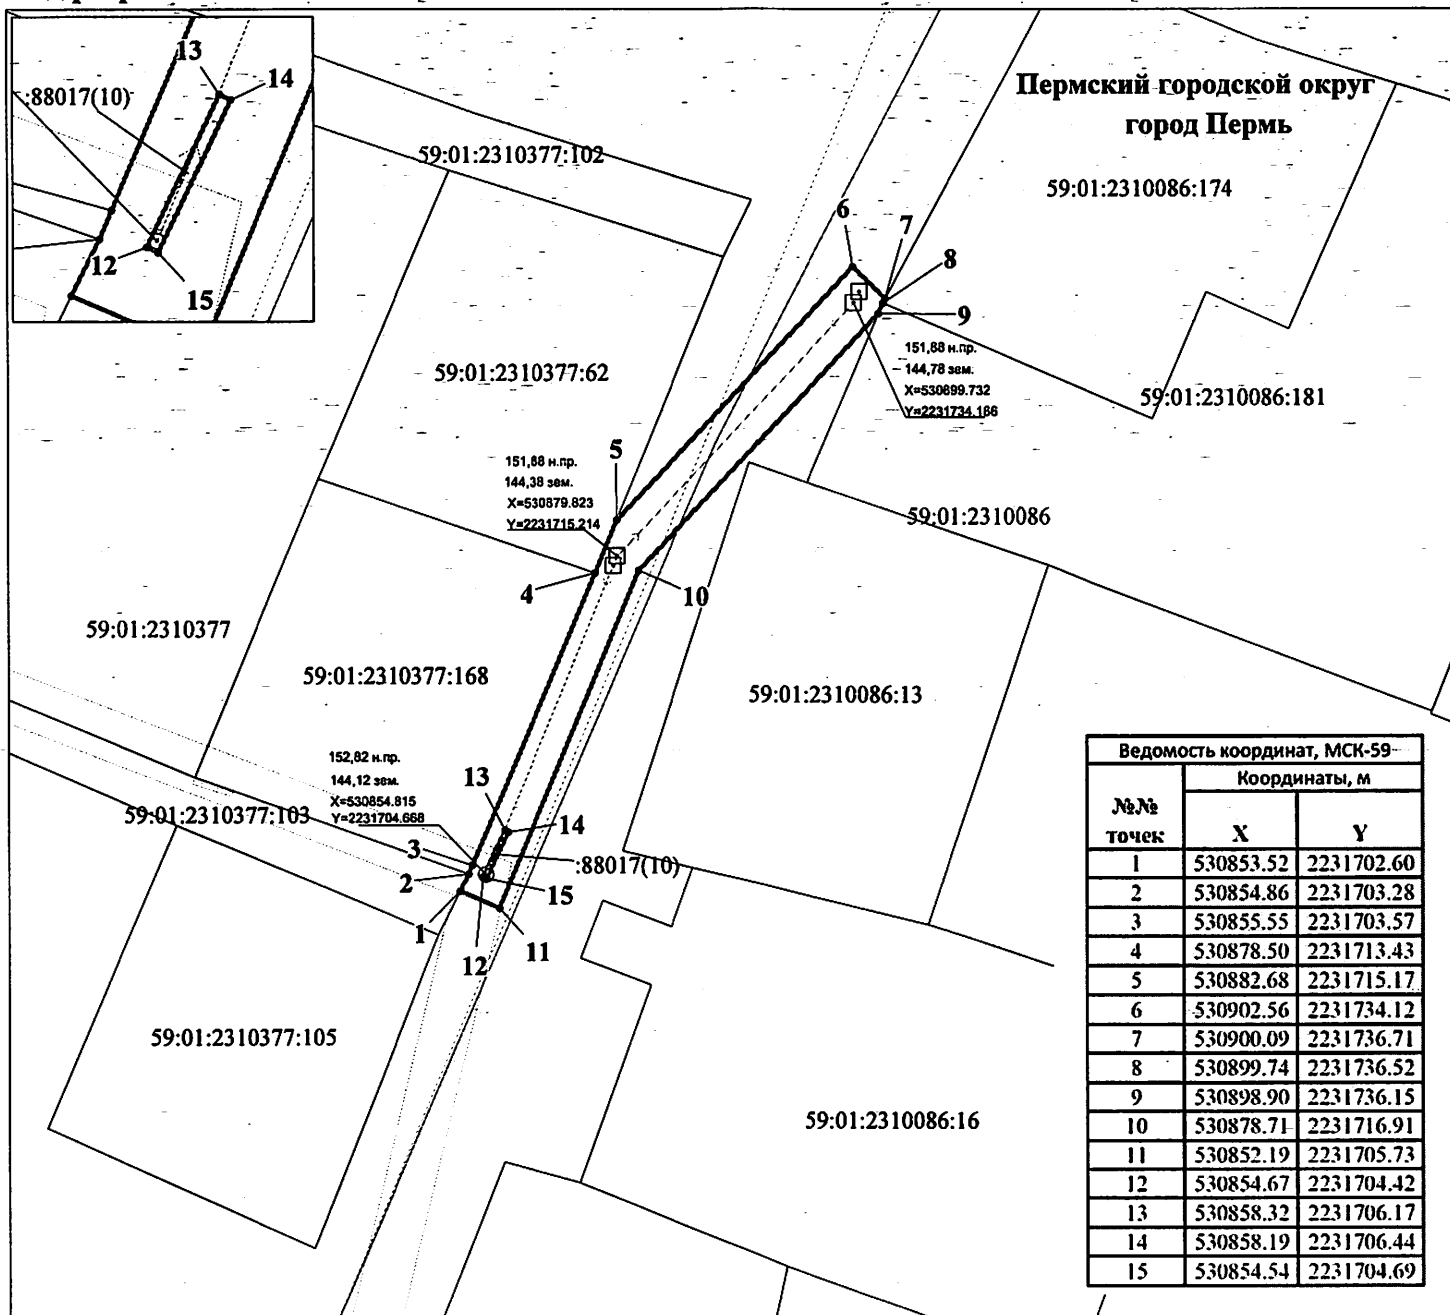 13
14
:88017(10)
12
15
Пермский городской округ
город Пермь
59:01:2310377:102
59:01:2310086:174
6
7
8
9
151,88 н.пр.
144,78 зем.
X=530899.732
Y=2231734.186
59:01:2310377:62
59:01:2310086:181
5
151,88 н.пр.
144,38 зем.
X=530879.823
Y=2231715.214
59:01:2310086
4
10
59:01:2310377
59:01:2310377:168
59:01:2310086:13
152,82 н.пр.
144,12 зем.
X=530854.815
Y=2231704.668
13
14
59:01:2310377:103
3
:88017(10)
2
15
1
11
12
59:01:2310377:105
59:01:2310086:16
Ведомость координат, МСК-59
№№ точек
Координаты, м
X Y
1 530853.52 2231702.60
2 530854.86 2231703.28
3 530855.55 2231703.57
4 530878.50 2231713.43
5 530882.68 2231715.17
6 530902.56 2231734.12
7 530900.09 2231736.71
8 530899.74 2231736.52
9 530898.90 2231736.15
10 530878.71 2231716.91
11 530852.19 2231705.73
12 530854.67 2231704.42
13 530858.32 2231706.17
14 530858.19 2231706.44
15 530854.54 2231704.69